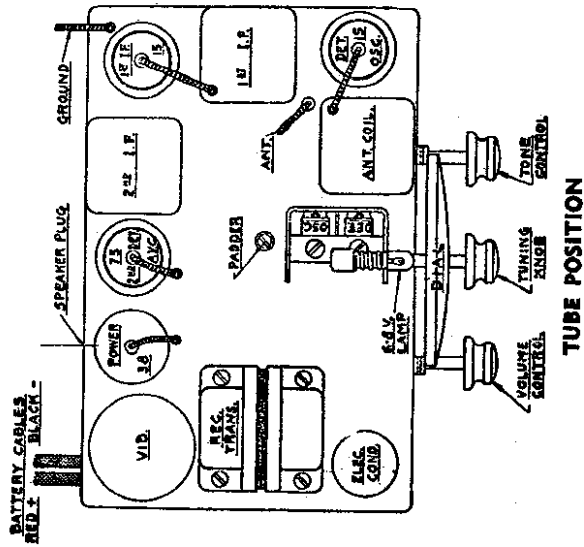 BATTERY CABLES
RED + BLACK -
SPEAKER PLUG
GROUND
VIB.
POWER
38
75
2ND DET
AVC
2ND I.F.
1ST IF
15
1ST I.F.
REC.
TRANS.
PADDER
ANT.
OSC
DET
ANT. COIL
DET.
15
OSC.
ELEC.
COND
6-8 V.
LAMP
DIAL
VOLUME
CONTROL
TUNING
KNOB
TONE
CONTROL
TUBE POSITION